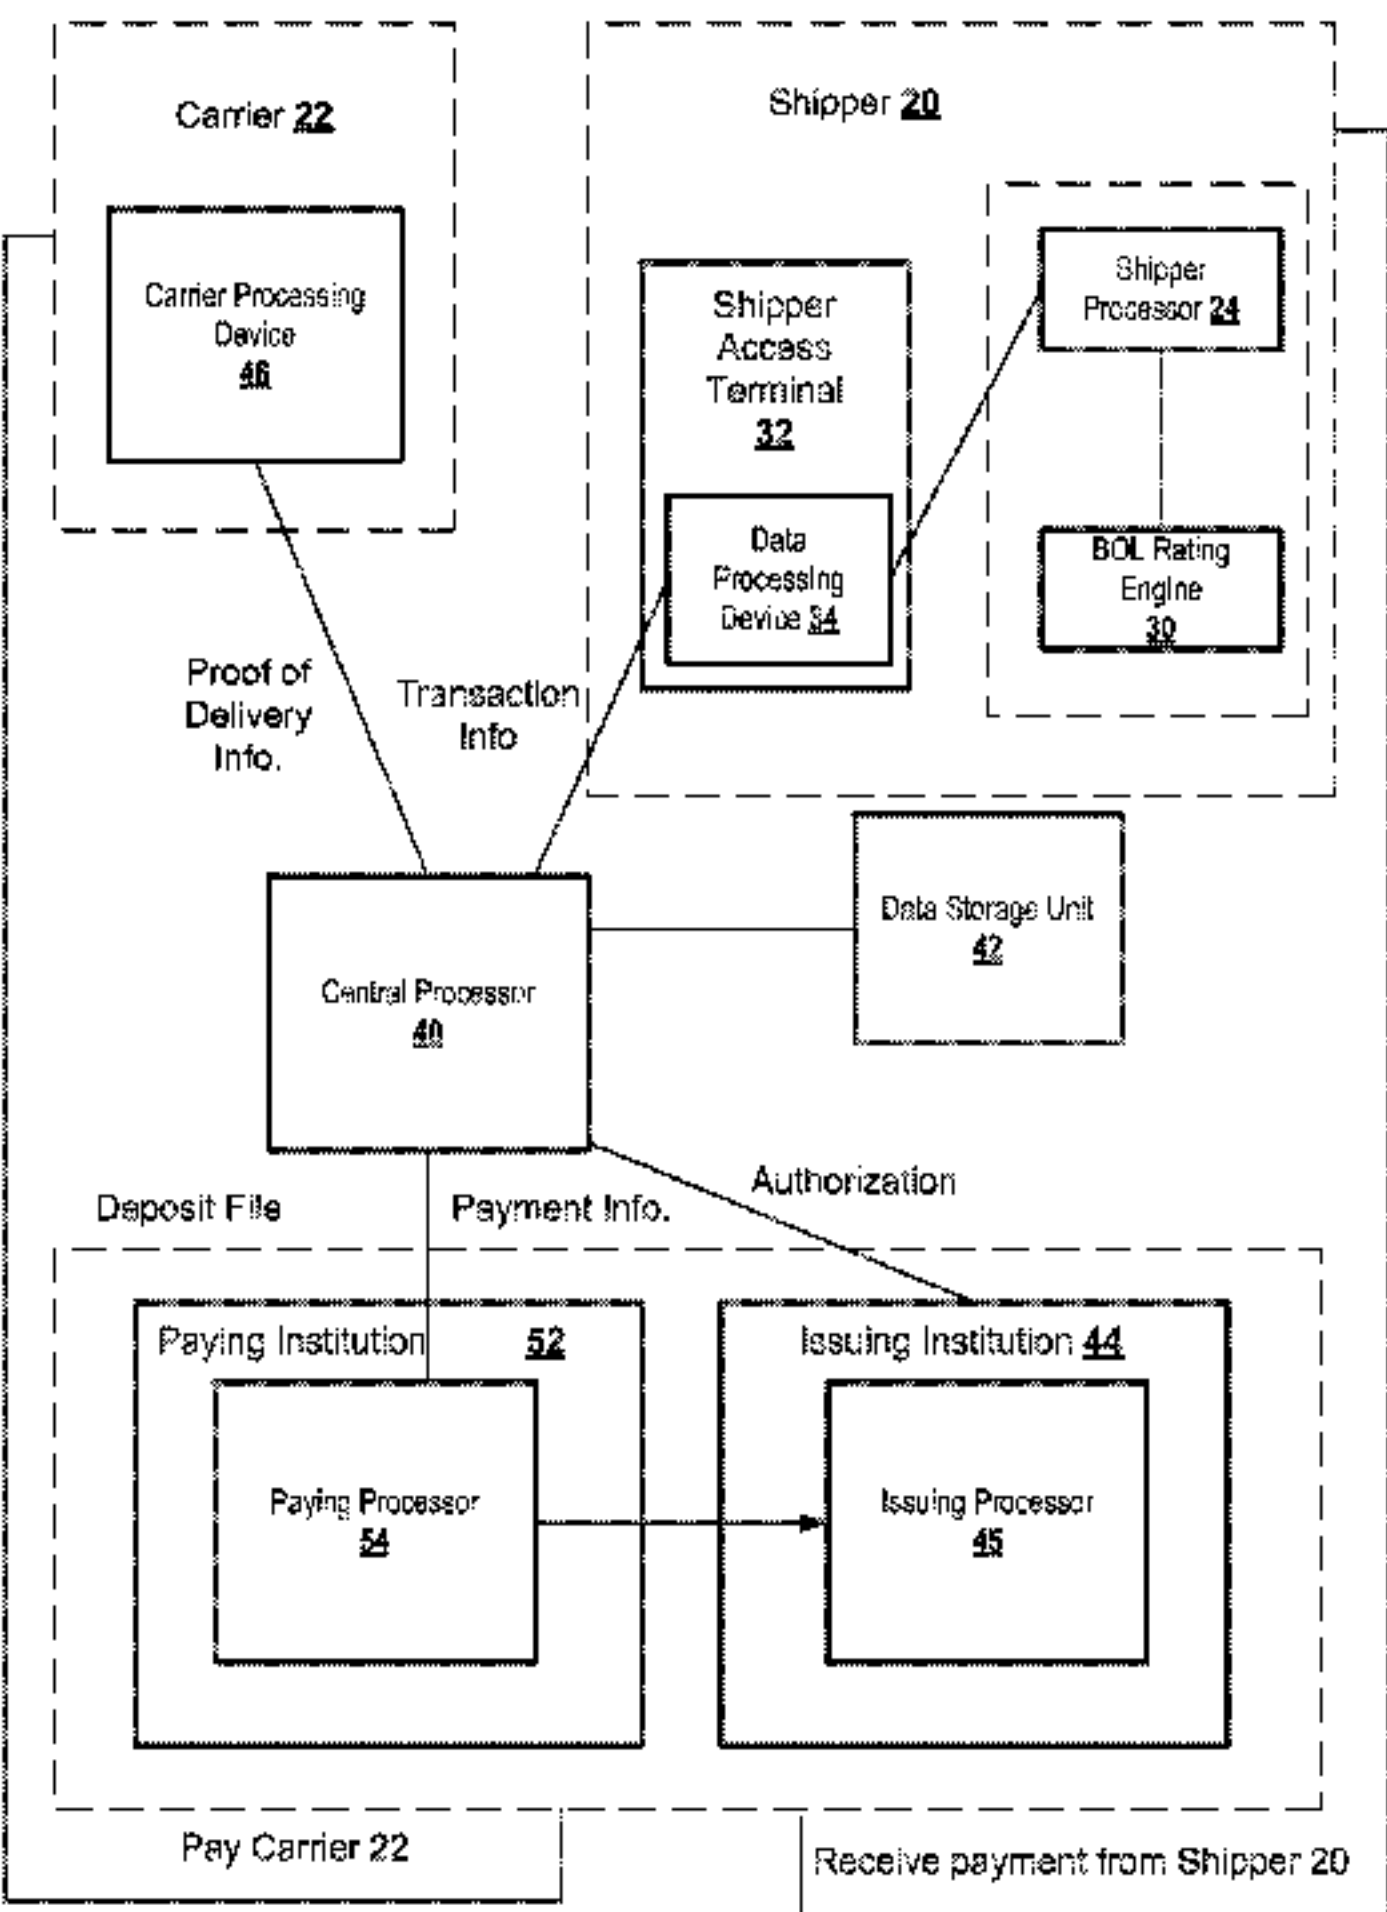 Carrier 22
Shipper 20
Carrier Processing
Device
46
Shipper
Access
Terminal
32
Shipper
Processor 24
Data
Processing
Device 34
BOL Rating
Engine
30
Proof of
Delivery
Info.
Transaction
Info
Data Storage Unit
42
Central Processor
40
Deposit File
Payment Info.
Authorization
Paying Institution 52
Issuing Institution 44
Paying Processor
54
Issuing Processor
45
Pay Carrier 22
Receive payment from Shipper 20